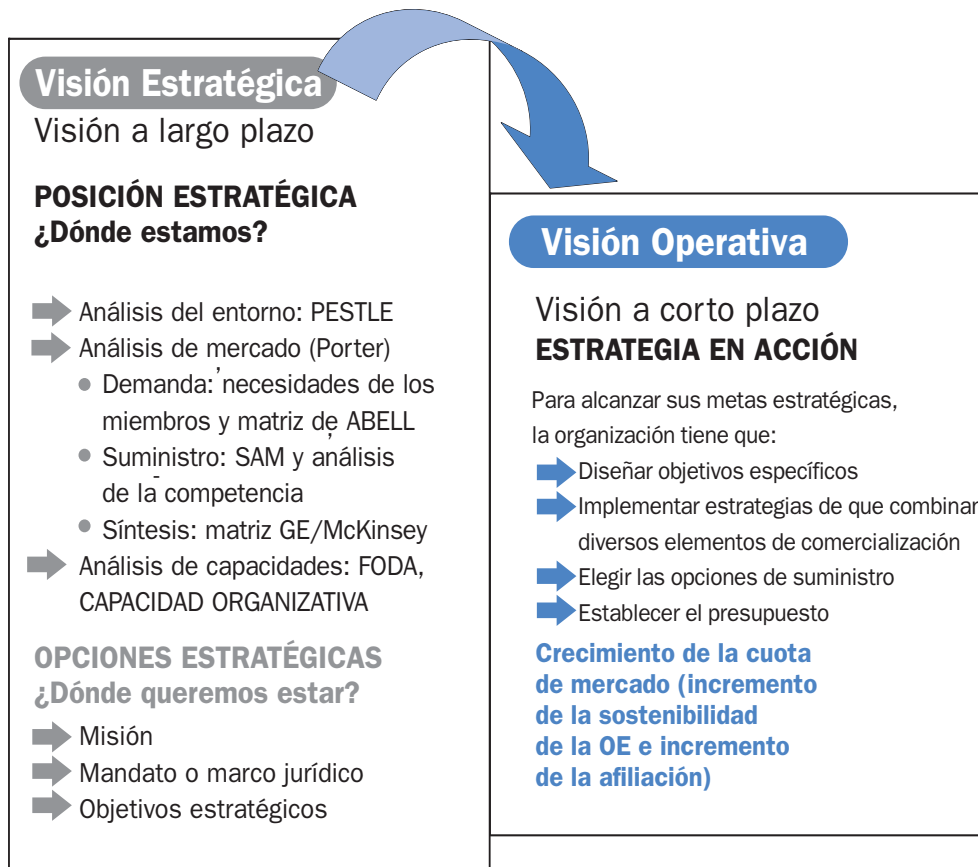 Visión Estratégica
Visión a largo plazo
POSICIÓN ESTRATÉGICA
¿Dónde estamos?
Análisis del entorno: PESTLE
Análisis de mercado (Porter)
Demanda: necesidades de los
miembros y matriz de ABELL
Suministro: SAM y análisis
de la competencia
Síntesis: matriz GE/McKinsey
Análisis de capacidades: FODA,
CAPACIDAD ORGANIZATIVA
OPCIONES ESTRATÉGICAS
¿Dónde queremos estar?
Misión
Mandato o marco jurídico
Objetivos estratégicos
Visión Operativa
Visión a corto plazo
ESTRATEGIA EN ACCIÓN
Para alcanzar sus metas estratégicas,
la organización tiene que:
Diseñar objetivos específicos
Implementar estrategias de que combinar
diversos elementos de comercialización
Elegir las opciones de suministro
Establecer el presupuesto
Crecimiento de la cuota
de mercado (incremento
de la sostenibilidad
de la OE e incremento
de la afiliación)